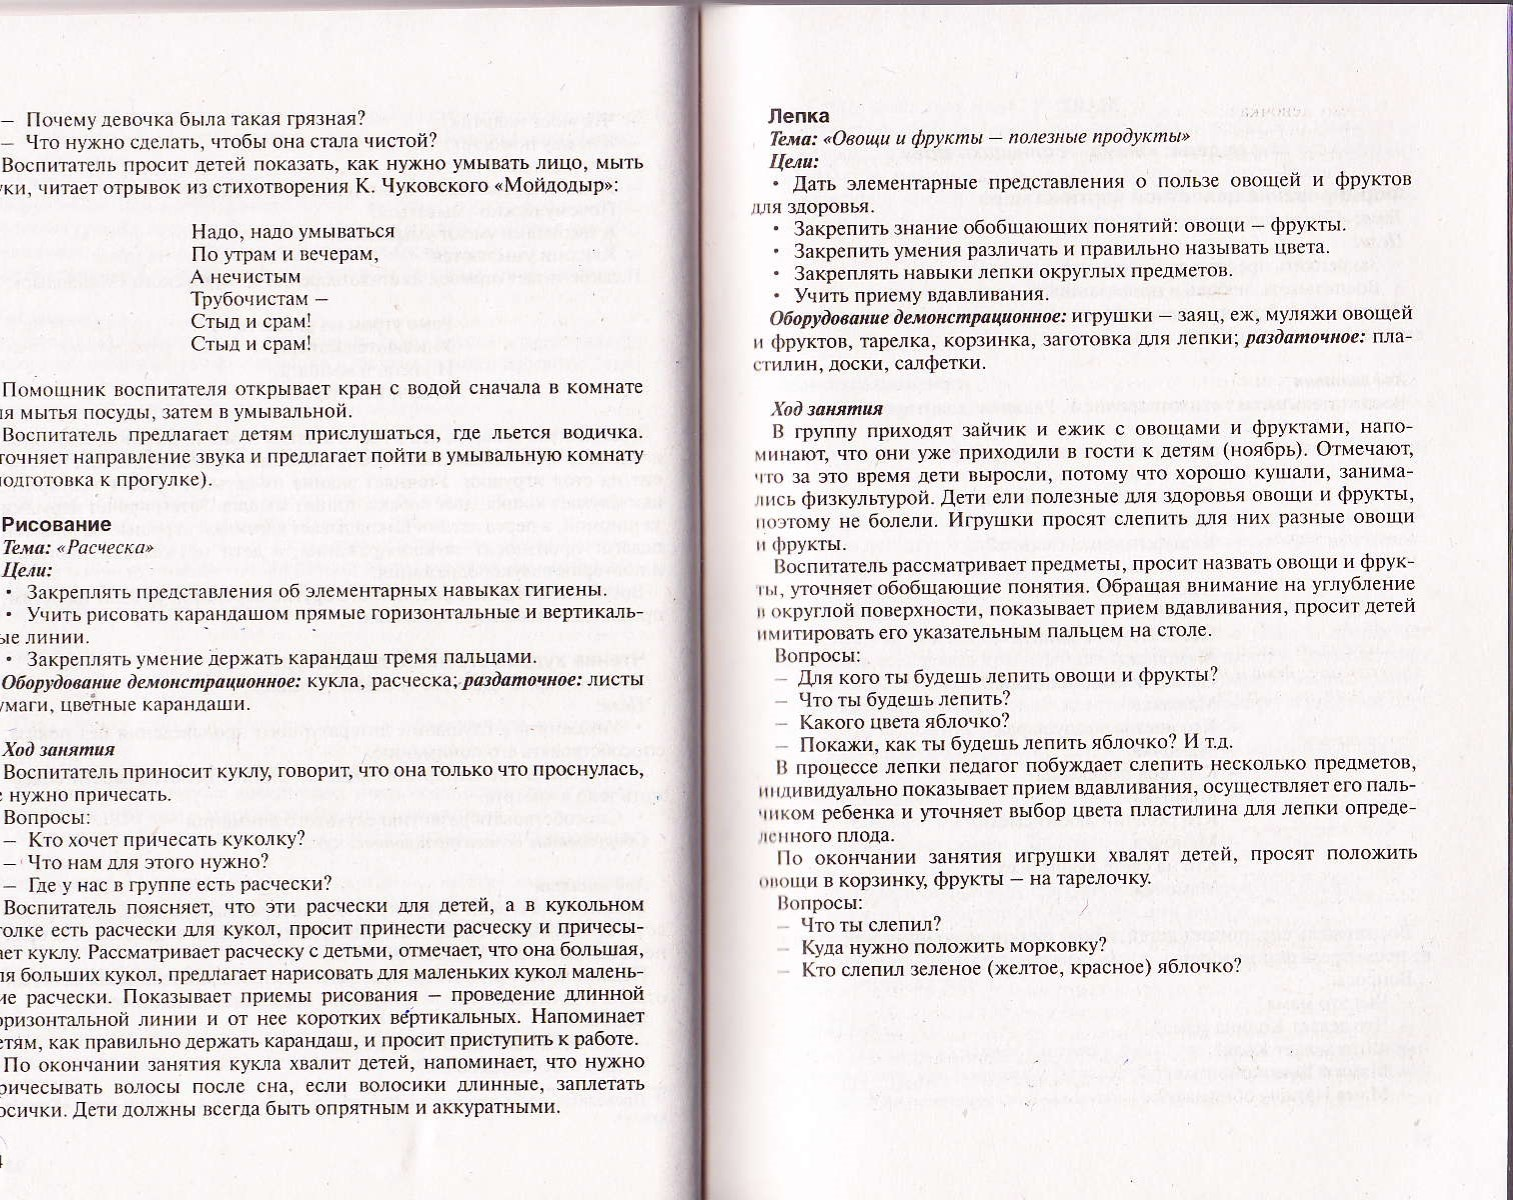 — Почему девочка была такая грязная?
— Что нужно сделать, чтобы она стала чистой?
Воспитатель просит детей показать, как нужно умывать лицо, мыть
уки, читает отрывок из стихотворения К. Чуковского «Мойдодыр»:
Надо, надо умываться
По утрам и вечерам,
А нечистым
Трубочистам —
Стыд и срам!
Стыд и срам!
Помощник воспитателя открывает кран с водой сначала в комнате
ля мытья посуды, затем в умывальной.
Воспитатель предлагает детям прислушаться, где льется водичка.
точняет направление звука и предлагает пойти в умывальную комнату
подготовка к прогулке).
Рисование
Тема: «Расческа»
Цели:
• Закреплять представления об элементарных навыках гигиены.
• Учить рисовать карандашом прямые горизонтальные и вертикаль-
ые линии.
• Закреплять умение держать карандаш тремя пальцами.
Оборудование демонстрационное: кукла, расческа; раздаточное: листы
умаги, цветные карандаши.
Ход занятия
Воспитатель приносит куклу, говорит, что она только что проснулась,
е нужно причесать.
Вопросы:
— Кто хочет причесать куколку?
— Что нам для этого нужно?
— Где у нас в группе есть расчески?
Воспитатель поясняет, что эти расчески для детей, а в кукольном
голке есть расчески для кукол, просит принести расческу и причесы-
ает куклу. Рассматривает расческу с детьми, отмечает, что она большая,
ля больших кукол, предлагает нарисовать для маленьких кукол малень-
ие расчески. Показывает приемы рисования — проведение длинной
оризонтальной линии и от нее коротких вертикальных. Напоминает
етям, как правильно держать карандаш, и просит приступить к работе.
По окончании занятия кукла хвалит детей, напоминает, что нужно
ричесывать волосы после сна, если волосики длинные, заплетать
осички. Дети должны всегда быть опрятным и аккуратными.
4
Лепка
Тема: «Овощи и фрукты — полезные продукты»
Цели:
• Дать элементарные представления о пользе овощей и фруктов
для здоровья.
• Закрепить знание обобщающих понятий: овощи — фрукты.
• Закрепить умения различать и правильно называть цвета.
• Закреплять навыки лепки округлых предметов.
• Учить приему вдавливания.
Оборудование демонстрационное: игрушки — заяц, еж, муляжи овощей
и фруктов, тарелка, корзинка, заготовка для лепки; раздаточное: пла-
стилин, доски, салфетки.
Ход занятия
В группу приходят зайчик и ежик с овощами и фруктами, напо-
минают, что они уже приходили в гости к детям (ноябрь). Отмечают,
что за это время дети выросли, потому что хорошо кушали, занима-
лись физкультурой. Дети ели полезные для здоровья овощи и фрукты,
поэтому не болели. Игрушки просят слепить для них разные овощи
и фрукты.
Воспитатель рассматривает предметы, просит назвать овощи и фрук-
ты, уточняет обобщающие понятия. Обращая внимание на углубление
в округлой поверхности, показывает прием вдавливания, просит детей
имитировать его указательным пальцем на столе.
Вопросы:
— Для кого ты будешь лепить овощи и фрукты?
— Что ты будешь лепить?
— Какого цвета яблочко?
— Покажи, как ты будешь лепить яблочко? И т.д.
В процессе лепки педагог побуждает слепить несколько предметов,
индивидуально показывает прием вдавливания, осуществляет его паль-
чиком ребенка и уточняет выбор цвета пластилина для лепки опреде-
ленного плода.
По окончании занятия игрушки хвалят детей, просят положить
овощи в корзинку, фрукты — на тарелочку.
Вопросы:
— Что ты слепил?
— Куда нужно положить морковку?
— Кто слепил зеленое (желтое, красное) яблочко?